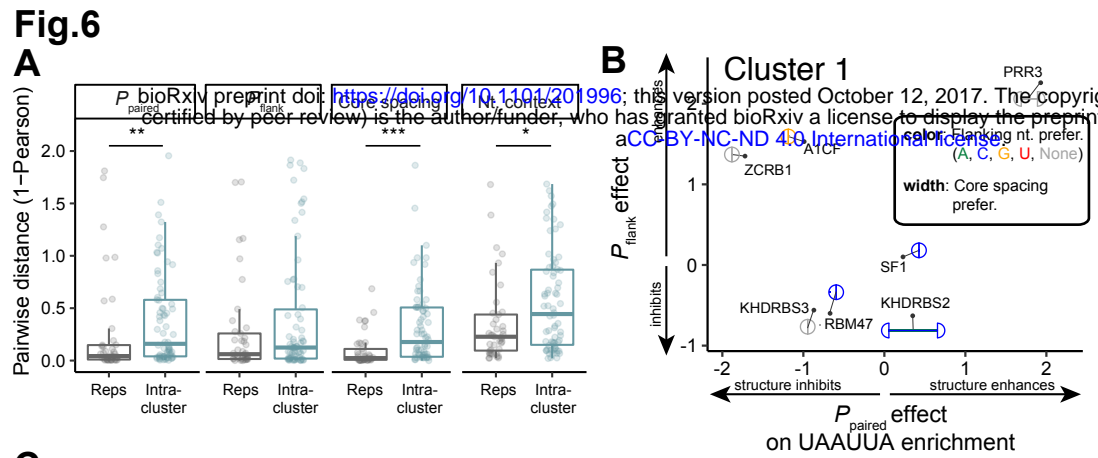 Fig.6
A
P paired
P flank
Core spacing
Nt. context
bioRxiv preprint doi: https://doi.org/10.1101/201996; this version posted October 12, 2017. The copyrig
certified by peer review) is the author/funder, who has granted bioRxiv a license to display the preprint
aCC-BY-NC-ND 4.0 International license.
Pairwise distance (1−Pearson)
**
***
*
2.0
1.5
1.0
0.5
0.0
Reps
Intra-
cluster
Reps
Intra-
cluster
Reps
Intra-
cluster
Reps
Intra-
cluster
B
Cluster 1
P flank effect
enhances
inhibits
2
1
0
-1
PRR3
A1CF
ZCRB1
color: Flanking nt. prefer.
(A, C, G, U, None)
width: Core spacing
prefer.
SF1
KHDRBS3
RBM47
KHDRBS2
-2
-1
0
1
2
structure inhibits
structure enhances
P paired effect
on UAAUUA enrichment